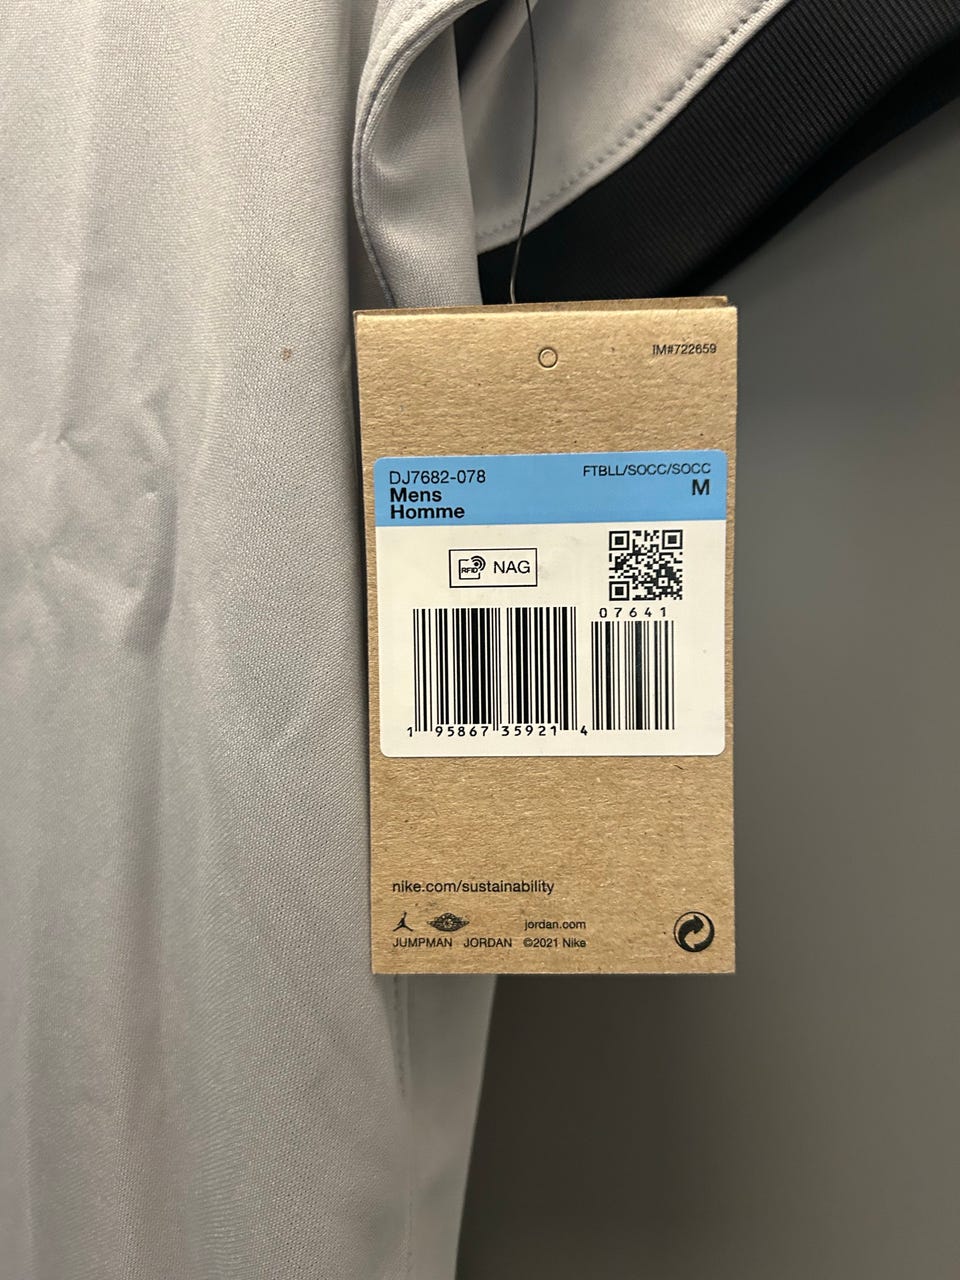 IM#722659
DJ7682-078 FTBLL/SOCC/SOCC
Mens M
Homme
RFID NAG
07641
1 95867 35921 4
nike.com/sustainability
jordan.com
JUMPMAN JORDAN ©2021 Nike